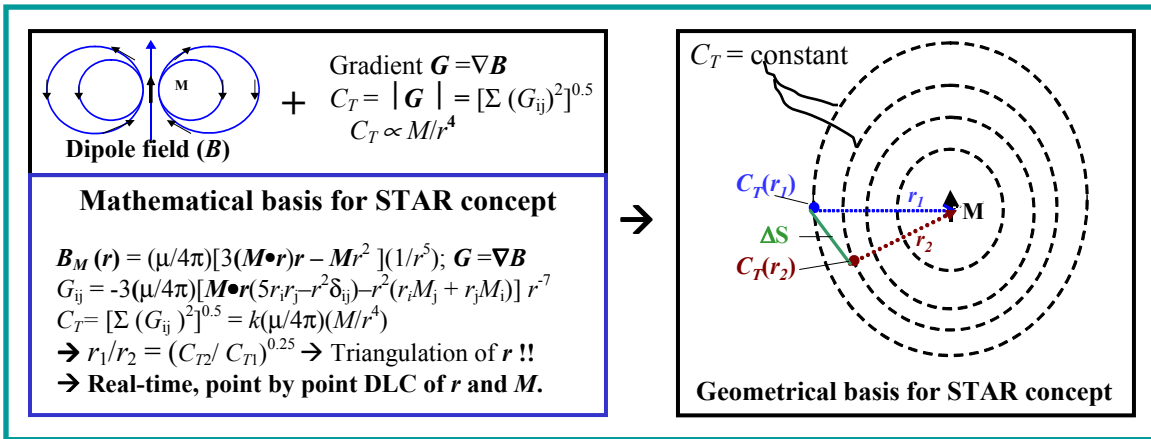 M
Dipole field (B)
+
Gradient G =∇B
C_T = | G | = [Σ (G_ij)^2]^0.5
C_T ∝ M/r^4
Mathematical basis for STAR concept
B_M (r) = (μ/4π)[3(M●r)r – Mr^2 ](1/r^5); G =∇B
G_ij = -3(μ/4π)[M●r(5r_ir_j–r^2δ_ij)–r^2(r_iM_j + r_jM_i)] r^-7
C_T= [Σ (G_ij )^2]^0.5 = k(μ/4π)(M/r^4)
→ r_1/r_2 = (C_T2/ C_T1)^0.25 → Triangulation of r !!
→ Real-time, point by point DLC of r and M.
→
C_T = constant
C_T(r_1)
r_1
M
ΔS
r_2
C_T(r_2)
Geometrical basis for STAR concept